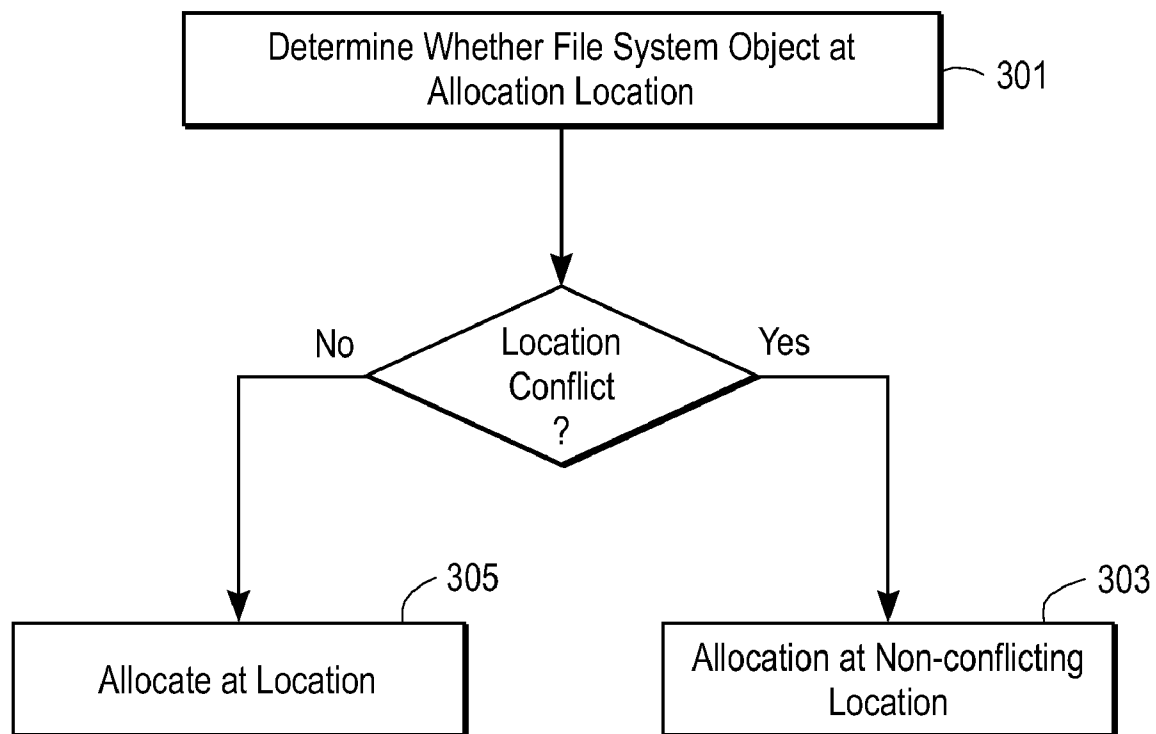 Determine Whether File System Object at
Allocation Location
301
Location
Conflict
?
No
Yes
305
Allocate at Location
303
Allocation at Non-conflicting
Location